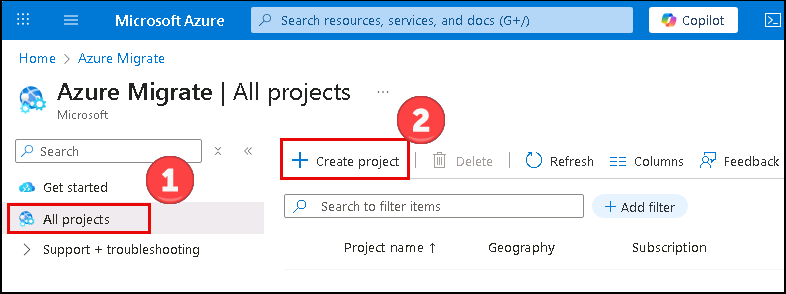 Microsoft Azure
Search resources, services, and docs (G+/)
Copilot
Home > Azure Migrate >
Azure Migrate | All projects ...
Microsoft
2
Search
+ Create project
Delete
Refresh
Columns
Feedback
1
Get started
All projects
Support + troubleshooting
Search to filter items
+ Add filter
Project name ↑
Geography
Subscription